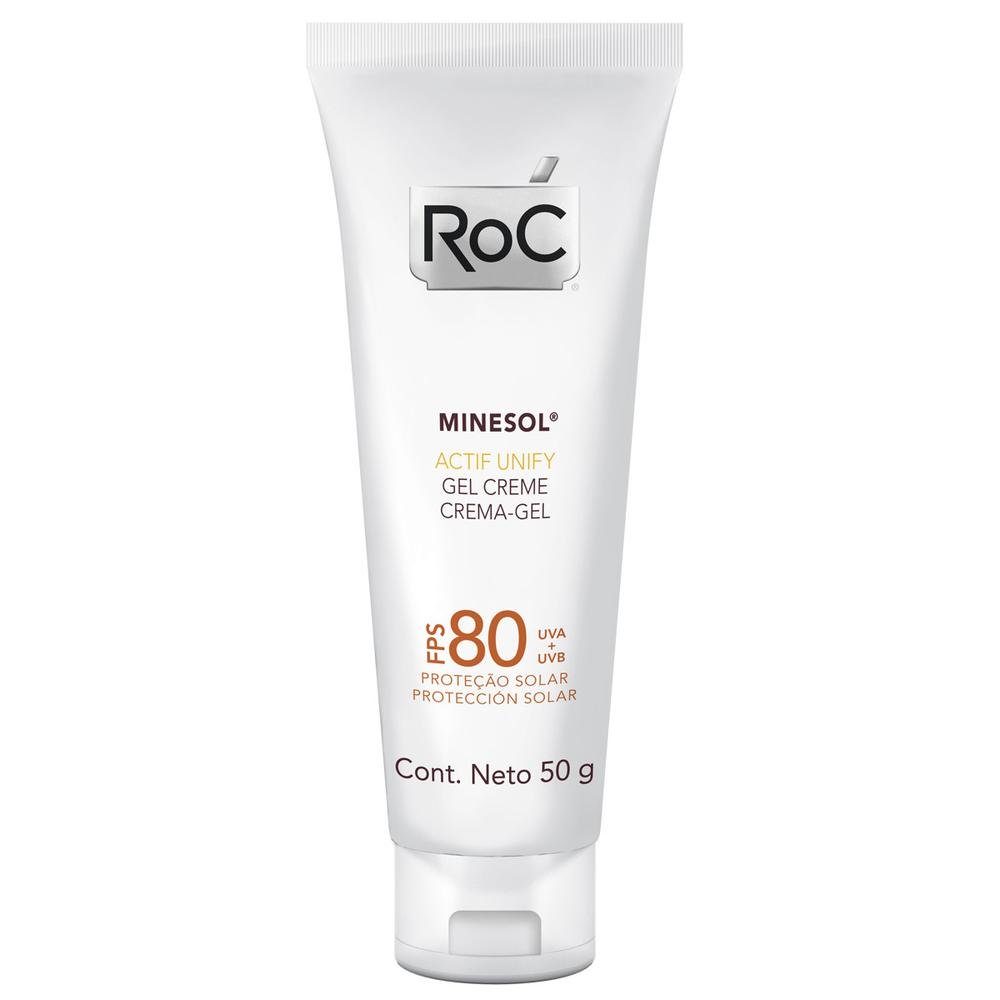 RoC®
MINESOL®
ACTIF UNIFY
GEL CREME
CREMA-GEL
FPS 80 UVA + UVB
PROTEÇÃO SOLAR
PROTECCIÓN SOLAR
Cont. Neto 50 g